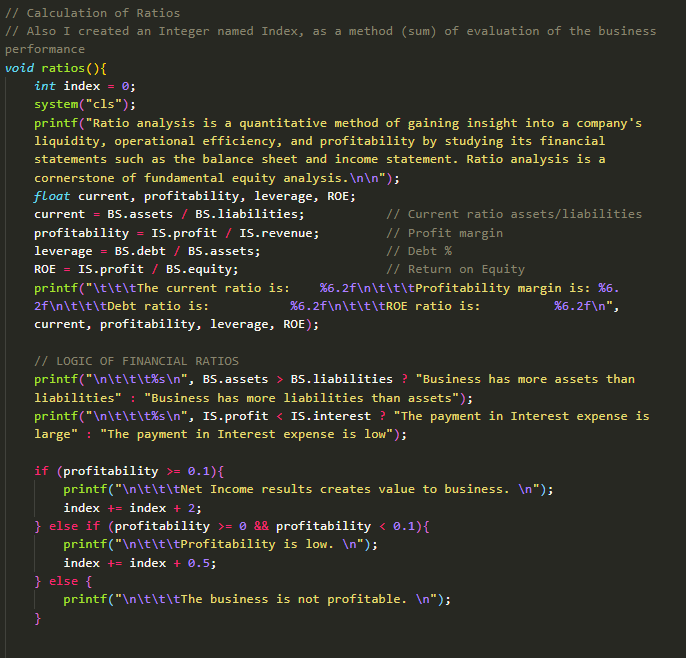 // Calculation of Ratios
// Also I created an Integer named Index, as a method (sum) of evaluation of the business
performance
void ratios(){
    int index = 0;
    system("cls");
    printf("Ratio analysis is a quantitative method of gaining insight into a company's
    liquidity, operational efficiency, and profitability by studying its financial
    statements such as the balance sheet and income statement. Ratio analysis is a
    cornerstone of fundamental equity analysis.\n\n");
    float current, profitability, leverage, ROE;
    current = BS.assets / BS.liabilities;           // Current ratio assets/liabilities
    profitability = IS.profit / IS.revenue;         // Profit margin
    leverage = BS.debt / BS.assets;                 // Debt %
    ROE = IS.profit / BS.equity;                    // Return on Equity
    printf("\t\t\tThe current ratio is:    %6.2f\n\t\t\tProfitability margin is: %6.
    2f\n\t\t\tDebt ratio is:           %6.2f\n\t\t\tROE ratio is:          %6.2f\n",
    current, profitability, leverage, ROE);

    // LOGIC OF FINANCIAL RATIOS
    printf("\n\t\t\t%s\n", BS.assets > BS.liabilities ? "Business has more assets than
    liabilities" : "Business has more liabilities than assets");
    printf("\n\t\t\t%s\n", IS.profit < IS.interest ? "The payment in Interest expense is
    large" : "The payment in Interest expense is low");

    if (profitability >= 0.1){
        printf("\n\t\t\tNet Income results creates value to business. \n");
        index += index + 2;
    } else if (profitability >= 0 && profitability < 0.1){
        printf("\n\t\t\tProfitability is low. \n");
        index += index + 0.5;
    } else {
        printf("\n\t\t\tThe business is not profitable. \n");
    }